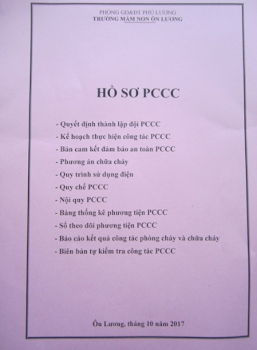 PHÒNG GD&ĐT PHÚ LƯƠNG
TRƯỜNG MẦM NON ÔN LƯƠNG
HỒ SƠ PCCC
- Quyết định thành lập đội PCCC
- Kế hoạch thực hiện công tác PCCC
- Bản cam kết đảm bảo an toàn PCCC
- Phương án chữa cháy
- Quy trình sử dụng điện
- Quy chế PCCC
- Nội quy PCCC
- Bảng thống kê phương tiện PCCC
- Sổ theo dõi phương tiện PCCC
- Báo cáo kết quả công tác phòng cháy và chữa cháy
- Biên bản tự kiểm tra công tác PCCC
Ôn Lương, tháng 10 năm 2017